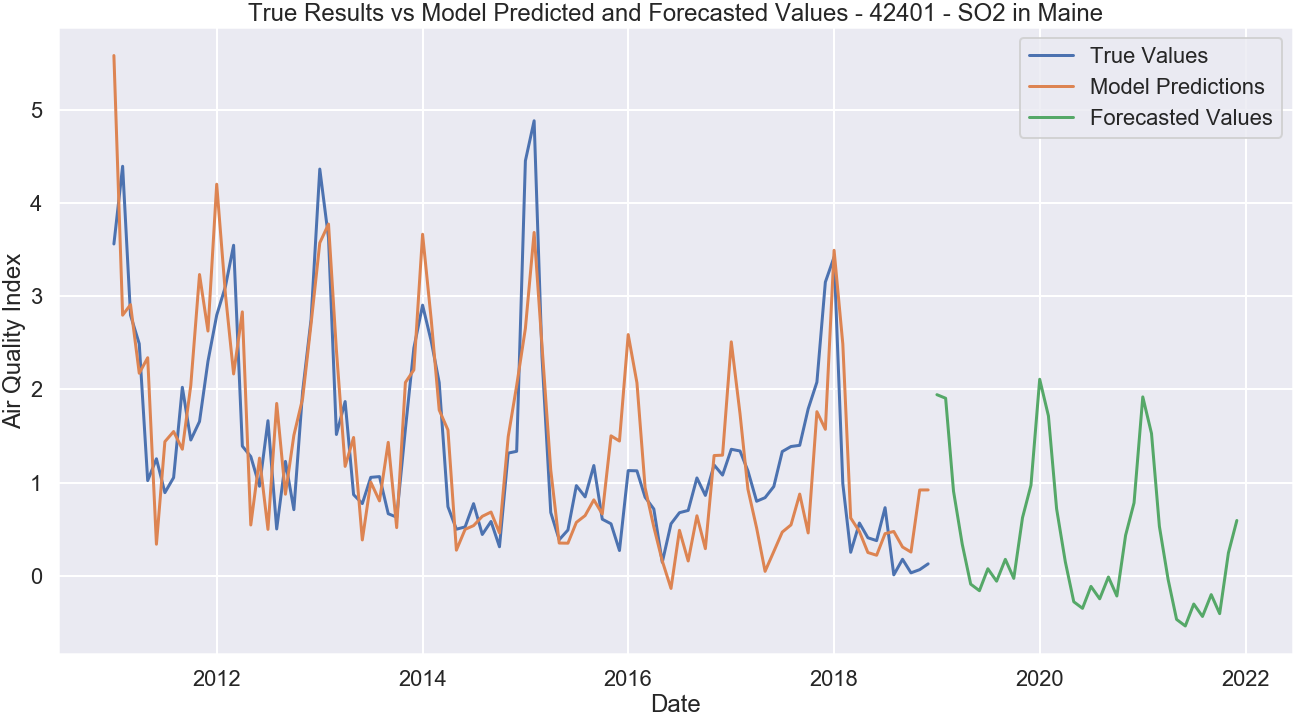 True Results vs Model Predicted and Forecasted Values - 42401 - SO2 in Maine
True Values
Model Predictions
Forecasted Values
Air Quality Index
5
4
3
2
1
0
2012
2014
2016
2018
2020
2022
Date